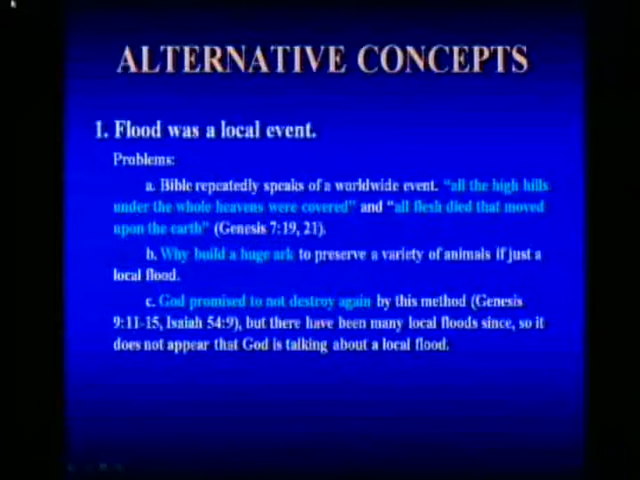 ALTERNATIVE CONCEPTS
1. Flood was a local event.
Problems:
a. Bible repeatedly speaks of a worldwide event. “all the high hills
under the whole heavens were covered” and “all flesh died that moved
upon the earth” (Genesis 7:19, 21).
b. Why build a huge ark to preserve a variety of animals if just a
local flood.
c. God promised to not destroy again by this method (Genesis
9:11-15, Isaiah 54:9), but there have been many local floods since, so it
does not appear that God is talking about a local flood.